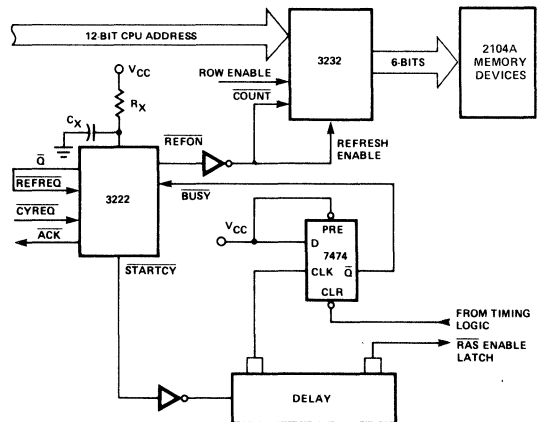 12-BIT CPU ADDRESS
3232
6-BITS
2104A
MEMORY
DEVICES
VCC
ROW ENABLE
COUNT
RX
CX
REFON
REFRESH
ENABLE
Q
REFREQ
CYREQ
ACK
3222
BUSY
VCC
PRE
D
7474
CLK Q
CLR
STARTCY
FROM TIMING
LOGIC
RAS ENABLE
LATCH
DELAY